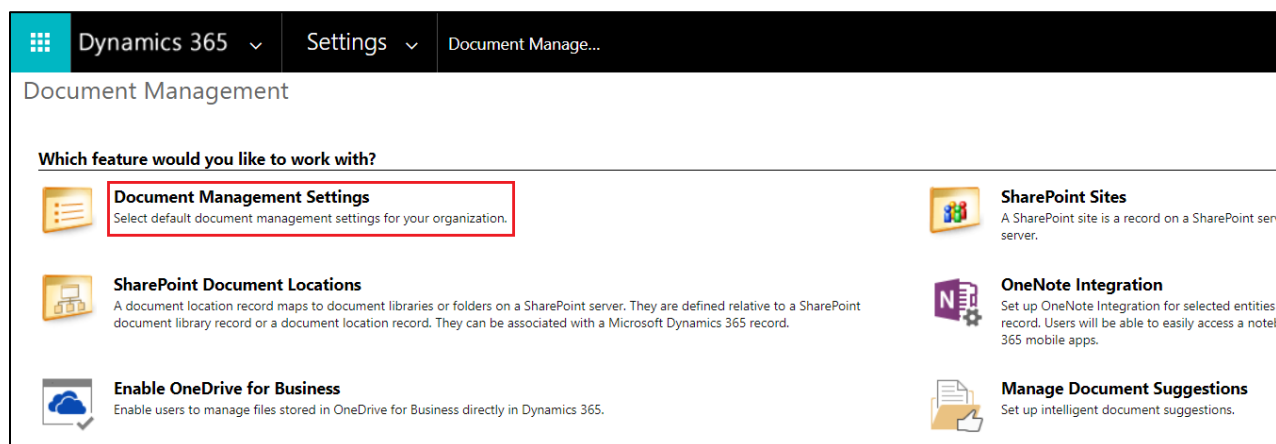 Dynamics 365
Settings
Document Manage...
Document Management
Which feature would you like to work with?
Document Management Settings
Select default document management settings for your organization.
SharePoint Sites
A SharePoint site is a record on a SharePoint
server.
SharePoint Document Locations
A document location record maps to document libraries or folders on a SharePoint server. They are defined relative to a SharePoint
document library record or a document location record. They can be associated with a Microsoft Dynamics 365 record.
OneNote Integration
Set up OneNote Integration for selected entities
record. Users will be able to easily access a
365 mobile apps.
Enable OneDrive for Business
Enable users to manage files stored in OneDrive for Business directly in Dynamics 365.
Manage Document Suggestions
Set up intelligent document suggestions.
N